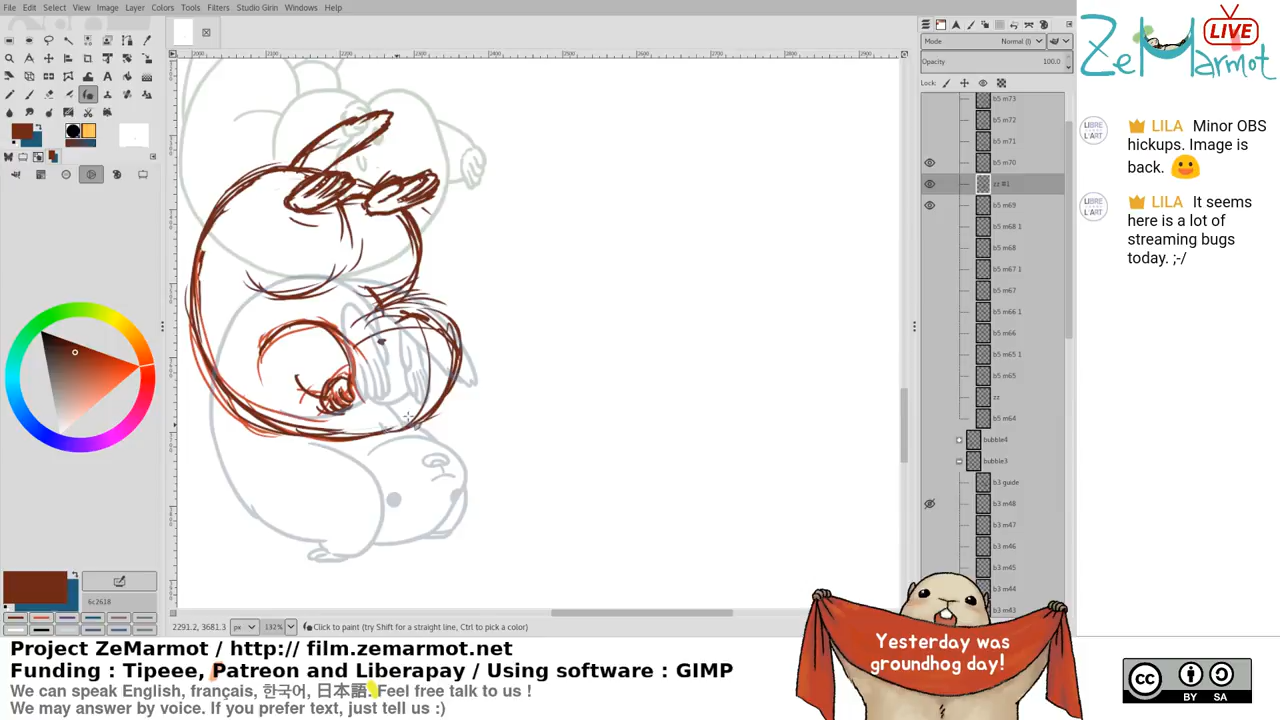 File Edit Select View Image Layer Colors Tools Filters Studio Girin Windows Help
ZeMarmot
LIVE
Mode Normal (l)
Opacity 100.0
Lock:
b5 m73
b5 m72
b5 m71
b5 m70
zz #1
b5 m69
b5 m68 1
b5 m68
b5 m67 1
b5 m67
b5 m66 1
b5 m66
b5 m65 1
b5 m65
zz
b5 m64
bubble4
bubble3
b3 guide
b3 m48
b3 m47
b3 m46
b3 m45
b3 m44
b3 m43
LILA Minor OBS
hickups. Image is
back.
LILA It seems
here is a lot of
streaming bugs
today. ;-/
6c2618
2291.2, 3681.3 px 132% Click to paint (try Shift for a straight line, Ctrl to pick a color)
Project ZeMarmot / http:// film.zemarmot.net
Funding : Tipeee, Patreon and Liberapay / Using software : GIMP
We can speak English, français, 한국어, 日本語. Feel free talk to us !
We may answer by voice. If you prefer text, just tell us :)
Yesterday was
groundhog day!
cc
BY SA